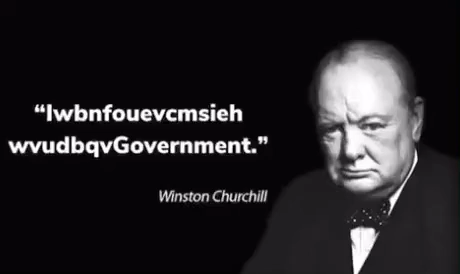 “Iwbnfouevcmsieh
wvudbqvGovernment.”
Winston Churchill